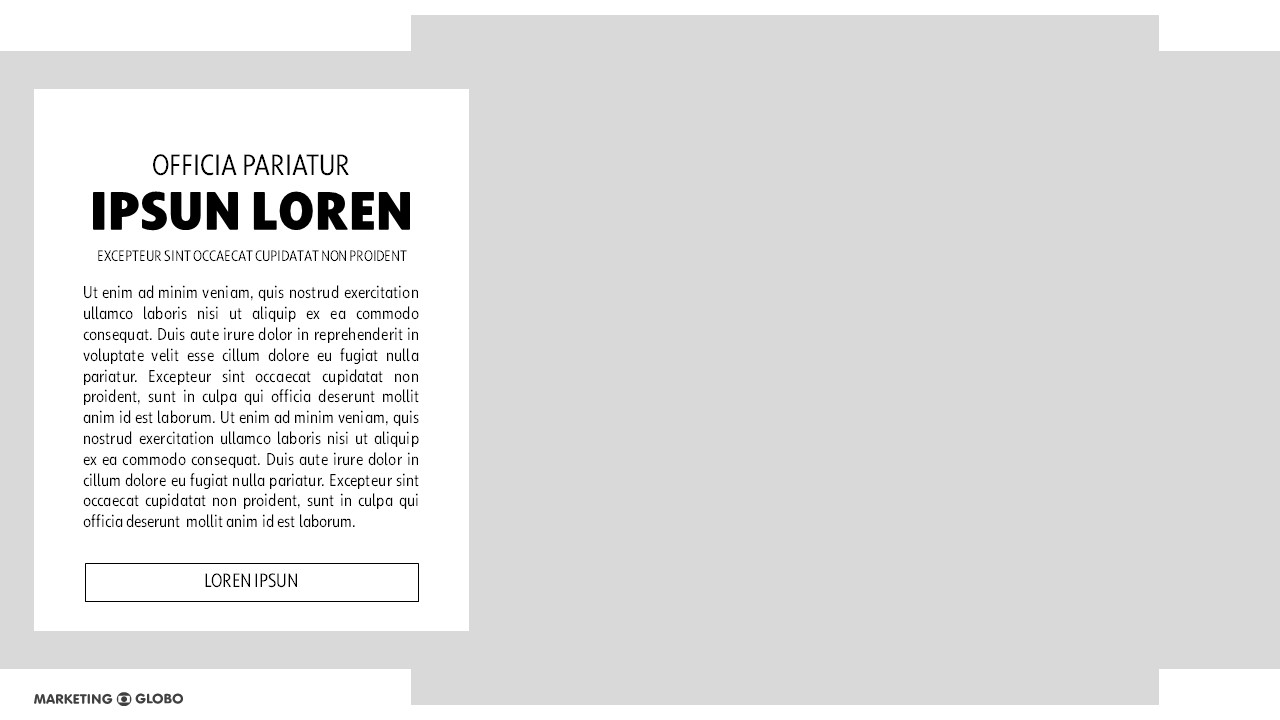 OFFICIA PARIATUR
IPSUN LOREN
EXCEPTEUR SINT OCCAECAT CUPIDATAT NON PROIDENT
Ut enim ad minim veniam, quis nostrud exercitation
ullamco laboris nisi ut aliquip ex ea commodo
consequat. Duis aute irure dolor in reprehenderit in
voluptate velit esse cillum dolore eu fugiat nulla
pariatur. Excepteur sint occaecat cupidatat non
proident, sunt in culpa qui officia deserunt mollit
anim id est laborum. Ut enim ad minim veniam, quis
nostrud exercitation ullamco laboris nisi ut aliquip
ex ea commodo consequat. Duis aute irure dolor in
cillum dolore eu fugiat nulla pariatur. Excepteur sint
occaecat cupidatat non proident, sunt in culpa qui
officia deserunt mollit anim id est laborum.
LOREN IPSUN
MARKETING GLOBO